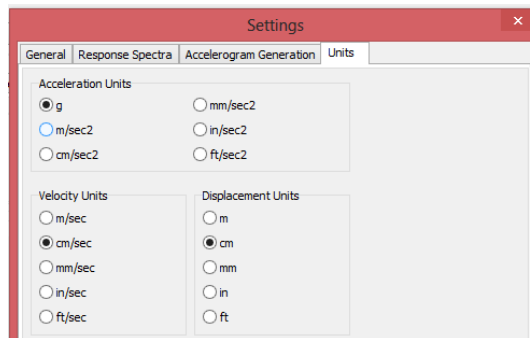 Settings
General Response Spectra Accelerogram Generation Units
Acceleration Units
g mm/sec2
m/sec2 in/sec2
cm/sec2 ft/sec2
Velocity Units Displacement Units
m/sec m
cm/sec cm
mm/sec mm
in/sec in
ft/sec ft